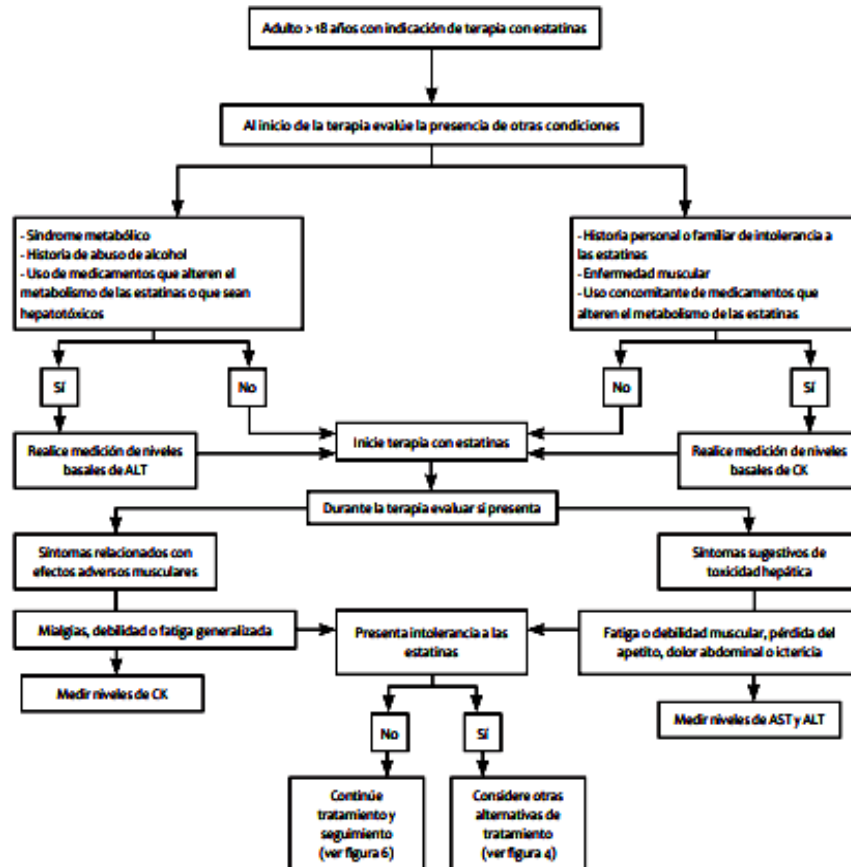 Adulto > 18 años con indicación de terapia con estatinas
Al inicio de la terapia evalúe la presencia de otras condiciones
- Síndrome metabólico
- Historia de abuso de alcohol
- Uso de medicamentos que alteren el
metabolismo de las estatinas o que sean
hepatotóxicos
- Historia personal o familiar de intolerancia a
las estatinas
- Enfermedad muscular
- Uso concomitante de medicamentos que
alteren el metabolismo de las estatinas
Sí
No
No
Sí
Realice medición de niveles
basales de ALT
Inicie terapia con estatinas
Realice medición de niveles
basales de CK
Durante la terapia evaluar si presenta
Síntomas relacionados con
efectos adversos musculares
Síntomas sugestivos de
toxicidad hepática
Mialgias, debilidad o fatiga generalizada
Presenta intolerancia a las
estatinas
Fatiga o debilidad muscular, pérdida del
apetito, dolor abdominal o ictericia
Medir niveles de CK
Medir niveles de AST y ALT
No
Sí
Continúe
tratamiento y
seguimiento
(ver figura 6)
Considere otras
alternativas de
tratamiento
(ver figura 4)